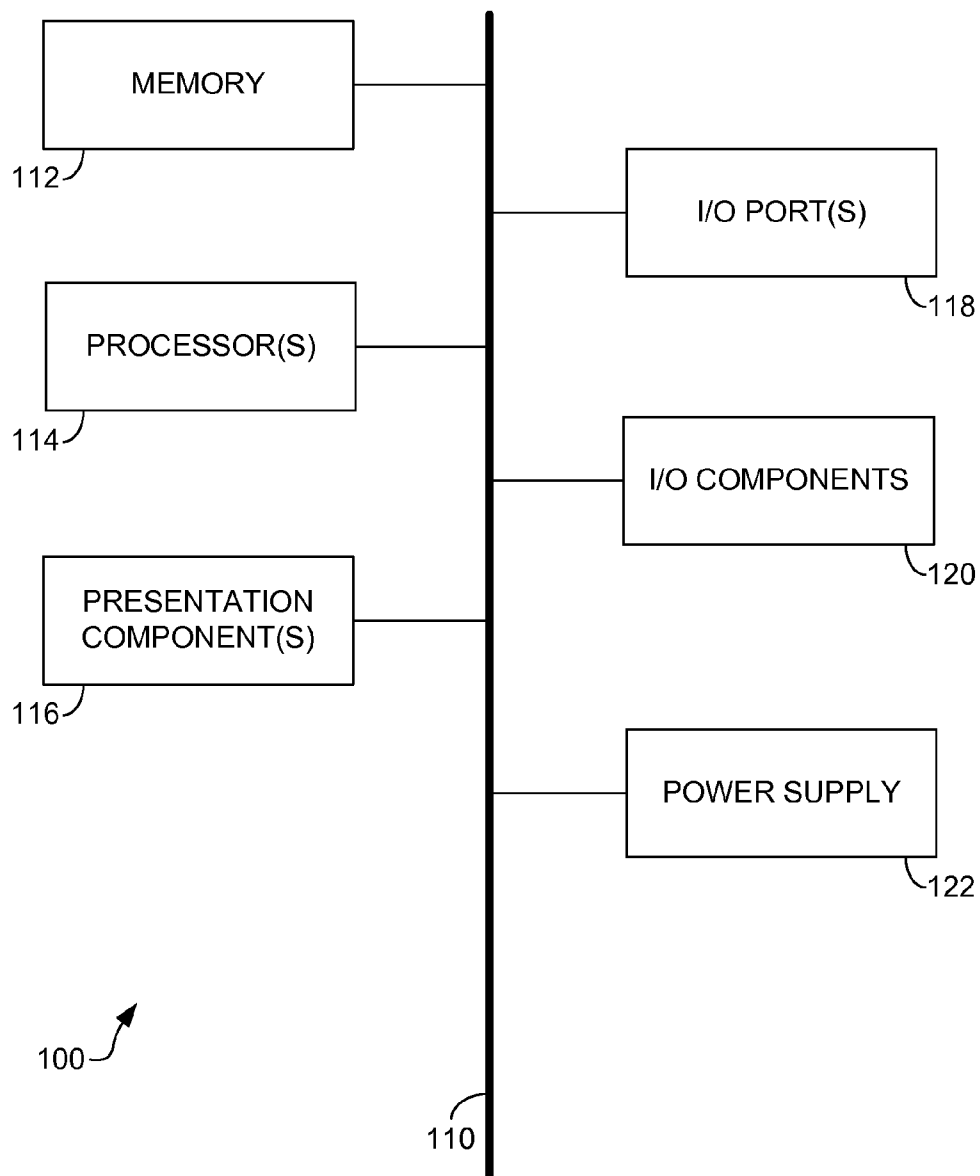 MEMORY
112
I/O PORT(S)
118
PROCESSOR(S)
114
I/O COMPONENTS
120
PRESENTATION
COMPONENT(S)
116
POWER SUPPLY
122
100
110